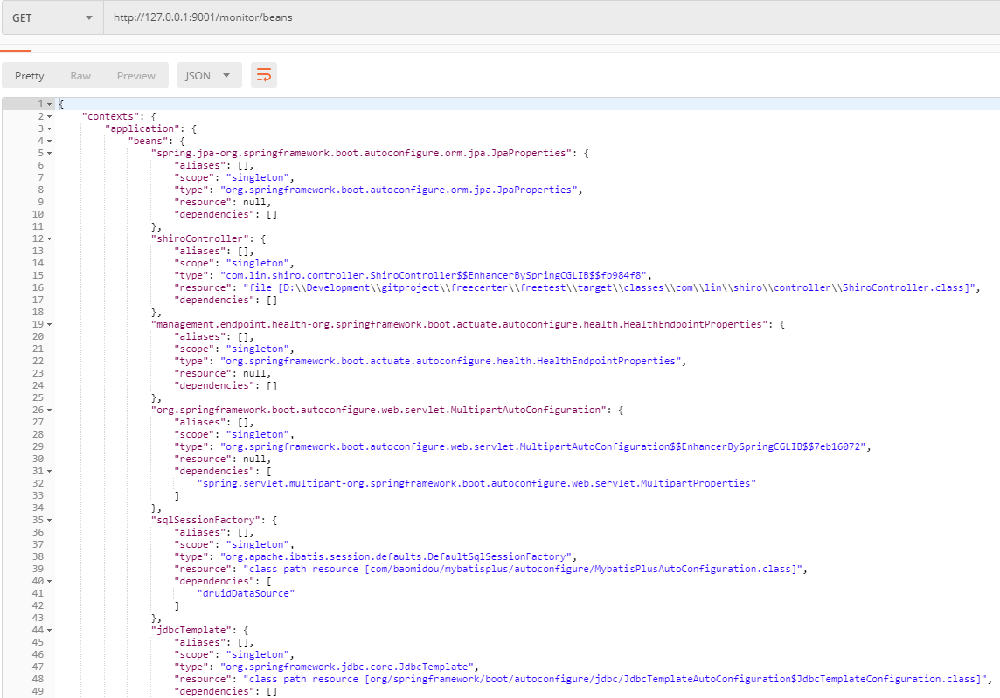 GET http://127.0.0.1:9001/monitor/beans
Pretty Raw Preview JSON
1 {
2 "contexts": {
3 "application": {
4 "beans": {
5 "spring.jpa-org.springframework.boot.autoconfigure.orm.jpa.JpaProperties": {
6 "aliases": [],
7 "scope": "singleton",
8 "type": "org.springframework.boot.autoconfigure.orm.jpa.JpaProperties",
9 "resource": null,
10 "dependencies": []
11 },
12 "shiroController": {
13 "aliases": [],
14 "scope": "singleton",
15 "type": "com.lin.shiro.controller.ShiroController$$EnhancerBySpringCGLIB$$fb984f8",
16 "resource": "file [D:\\Development\\gitproject\\freecenter\\freetest\\target\\classes\\com\\lin\\shiro\\controller\\ShiroController.class]",
17 "dependencies": []
18 },
19 "management.endpoint.health-org.springframework.boot.actuate.autoconfigure.health.HealthEndpointProperties": {
20 "aliases": [],
21 "scope": "singleton",
22 "type": "org.springframework.boot.actuate.autoconfigure.health.HealthEndpointProperties",
23 "resource": null,
24 "dependencies": []
25 },
26 "org.springframework.boot.autoconfigure.web.servlet.MultipartAutoConfiguration": {
27 "aliases": [],
28 "scope": "singleton",
29 "type": "org.springframework.boot.autoconfigure.web.servlet.MultipartAutoConfiguration$$EnhancerBySpringCGLIB$$7eb16072",
30 "resource": null,
31 "dependencies": [
32 "spring.servlet.multipart-org.springframework.boot.autoconfigure.web.servlet.MultipartProperties"
33 ]
34 },
35 "sqlSessionFactory": {
36 "aliases": [],
37 "scope": "singleton",
38 "type": "org.apache.ibatis.session.defaults.DefaultSqlSessionFactory",
39 "resource": "class path resource [com/baomidou/mybatisplus/autoconfigure/MybatisPlusAutoConfiguration.class]",
40 "dependencies": [
41 "druidDataSource"
42 ]
43 },
44 "jdbcTemplate": {
45 "aliases": [],
46 "scope": "singleton",
47 "type": "org.springframework.jdbc.core.JdbcTemplate",
48 "resource": "class path resource [org/springframework/boot/autoconfigure/jdbc/JdbcTemplateAutoConfiguration$JdbcTemplateConfiguration.class]",
49 "dependencies": []